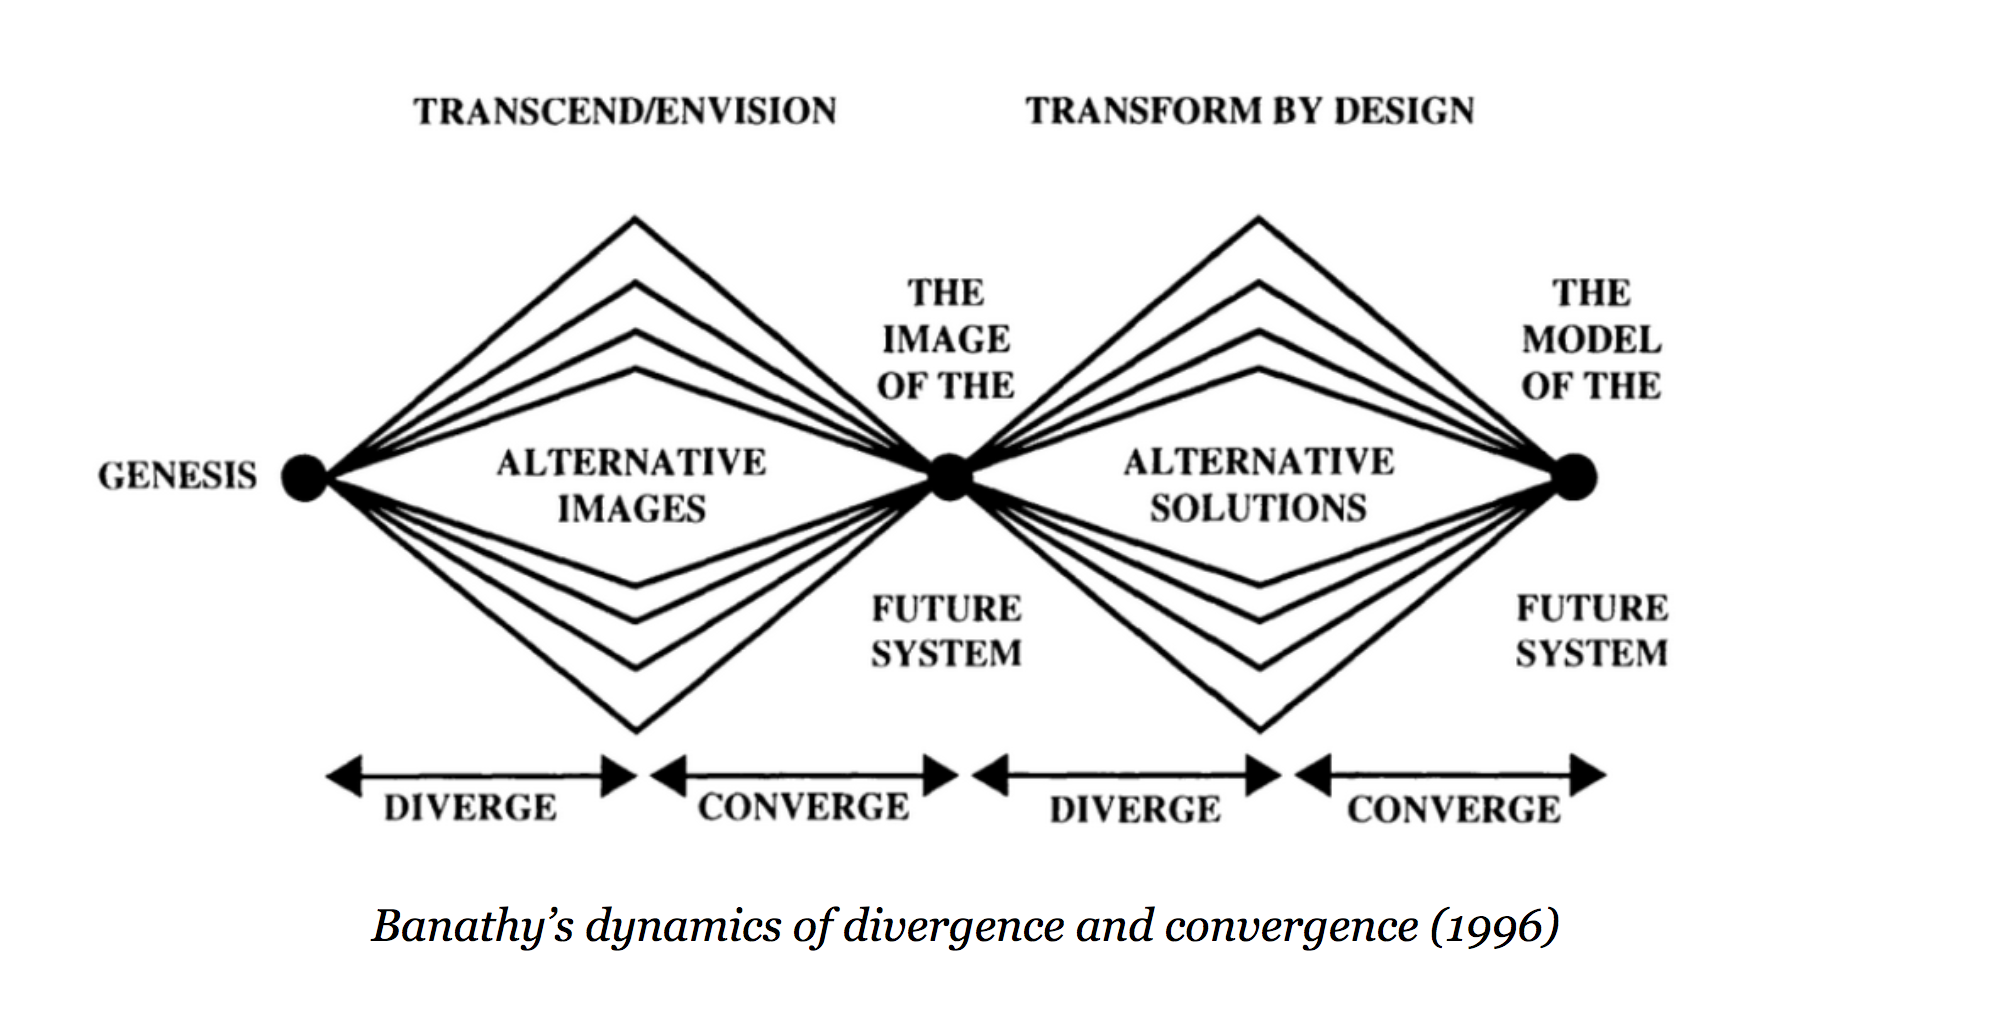 TRANSCEND/ENVISION
TRANSFORM BY DESIGN
GENESIS
ALTERNATIVE
IMAGES
THE
IMAGE
OF THE
FUTURE
SYSTEM
ALTERNATIVE
SOLUTIONS
THE
MODEL
OF THE
FUTURE
SYSTEM
DIVERGE
CONVERGE
DIVERGE
CONVERGE
Banathy’s dynamics of divergence and convergence (1996)